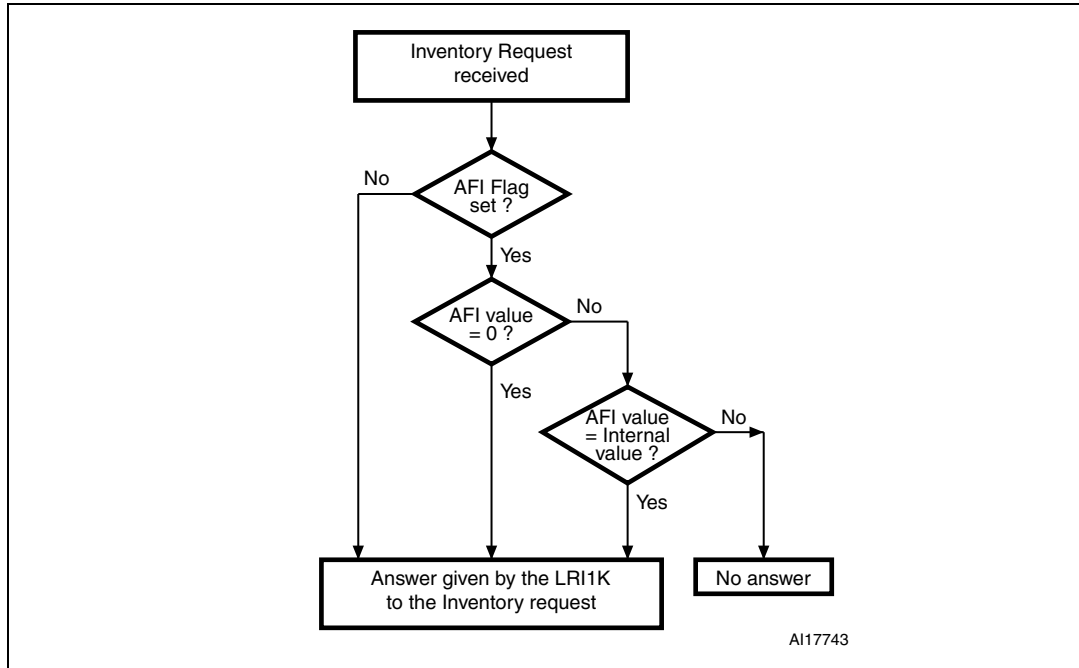 Inventory Request
received
No
AFI Flag
set ?
Yes
AFI value
= 0 ?
No
Yes
AFI value
= Internal
value ?
No
Yes
Answer given by the LRI1K
to the Inventory request
No answer
AI17743